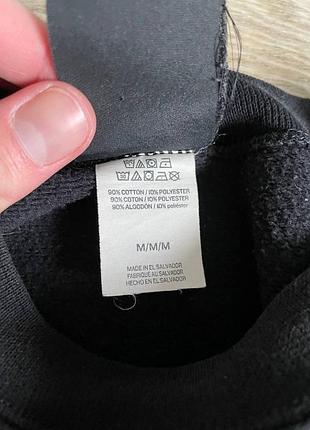 90% COTTON / 10% POLYESTER
90% COTON / 10% POLYESTER
90% ALGODÓN / 10% poliéster
M/M/M
MADE IN EL SALVADOR
FABRIQUÉ AU SALVADOR
HECHO EN EL SALVADOR